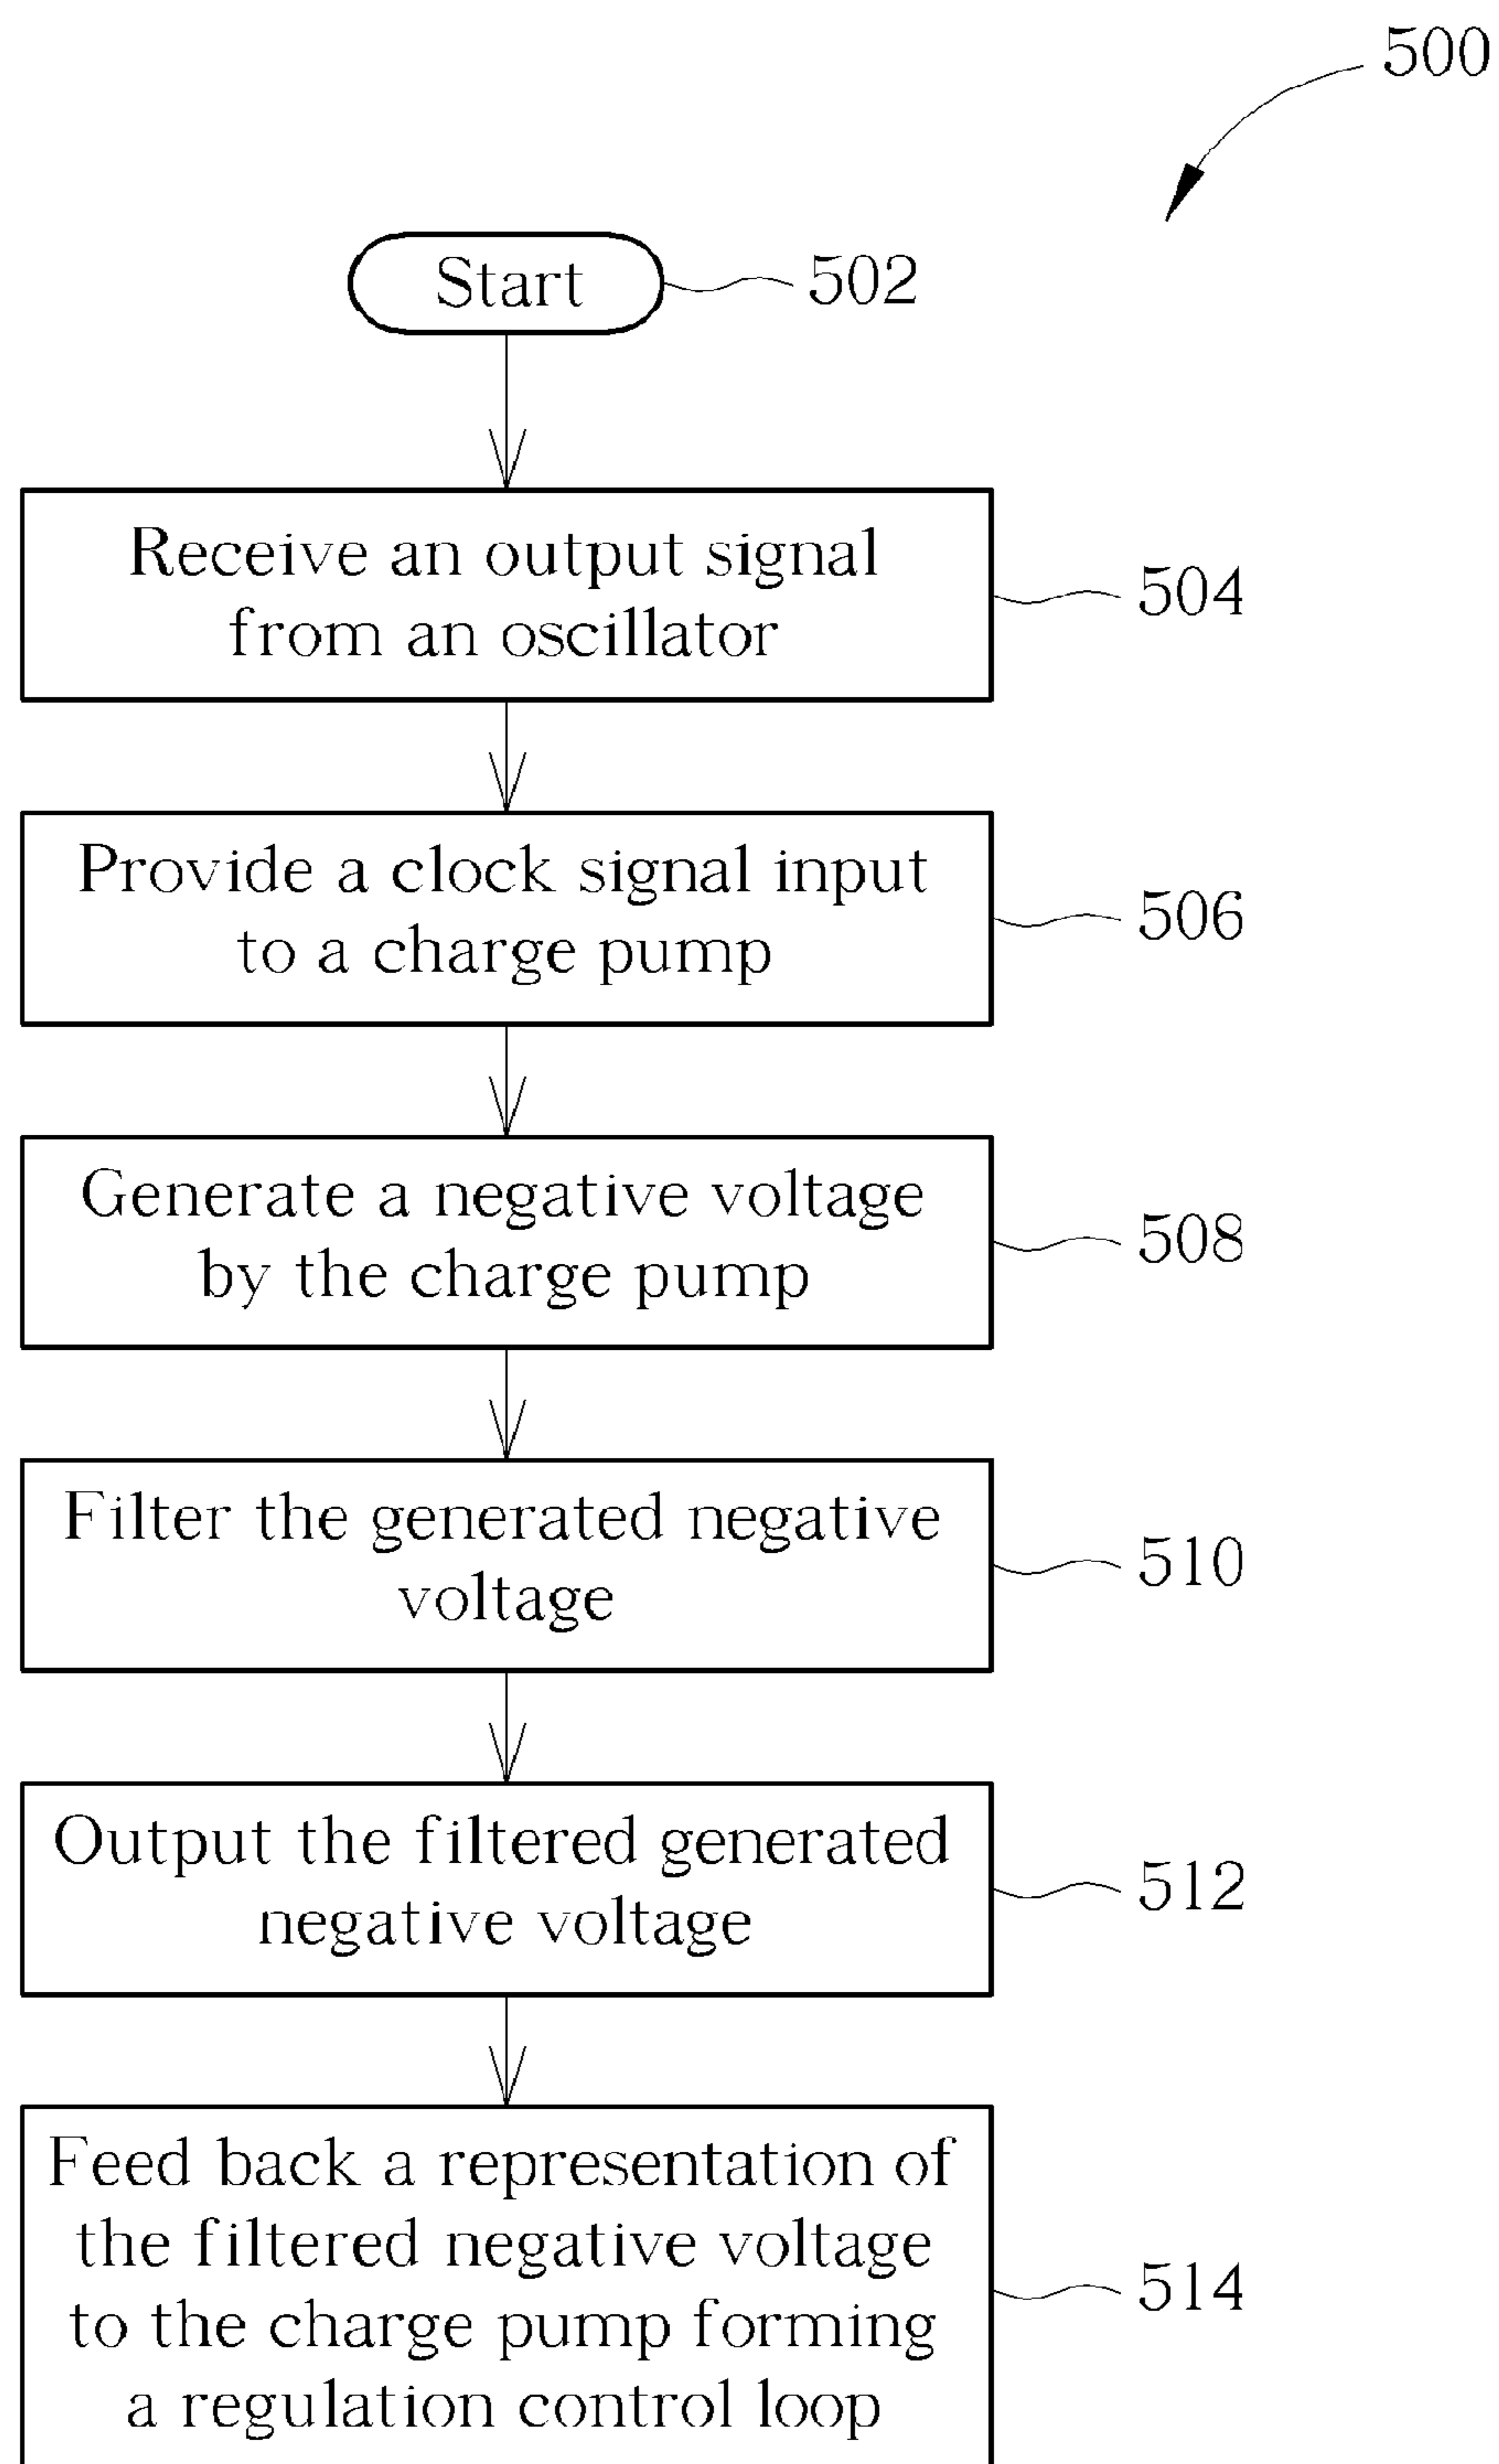 500
Start
502
Receive an output signal
from an oscillator
504
Provide a clock signal input
to a charge pump
506
Generate a negative voltage
by the charge pump
508
Filter the generated negative
voltage
510
Output the filtered generated
negative voltage
512
Feed back a representation of
the filtered negative voltage
to the charge pump forming
a regulation control loop
514